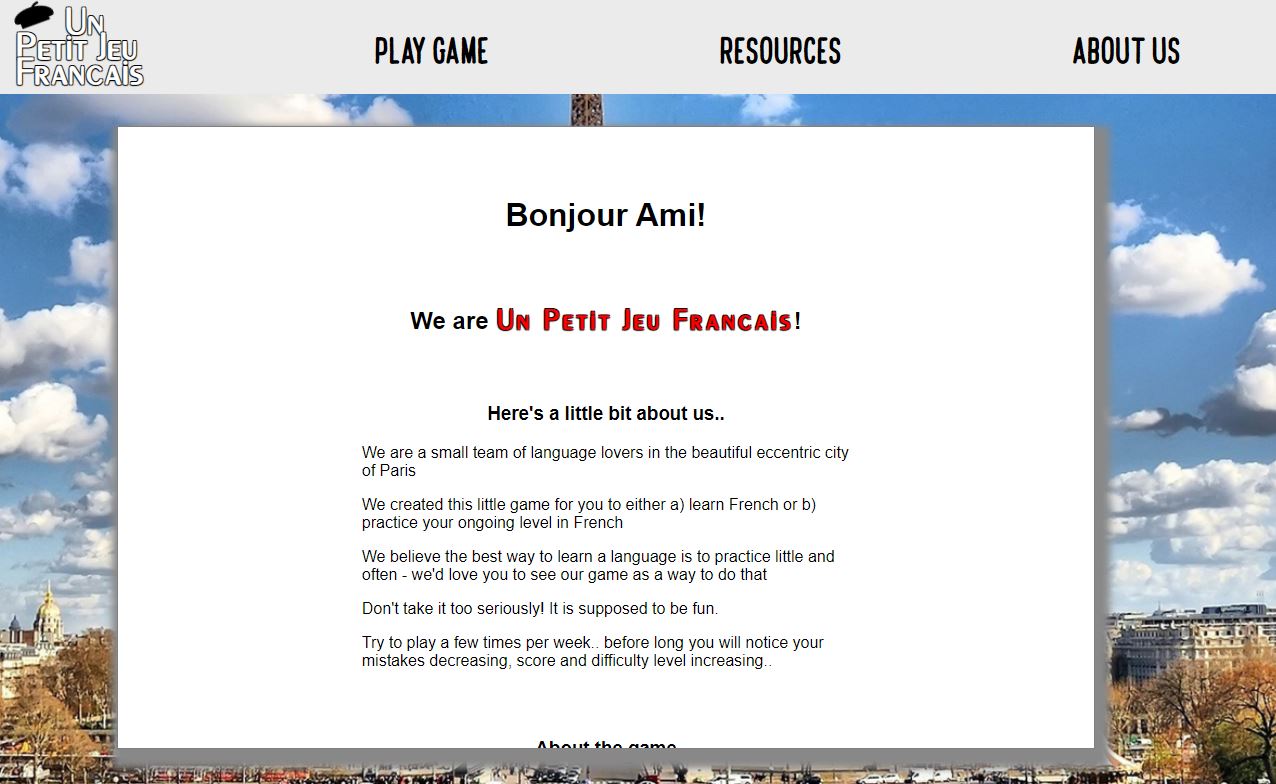 Un
Petit Jeu
Francais
PLAY GAME
RESOURCES
ABOUT US
Bonjour Ami!
We are Un Petit Jeu Francais!
Here's a little bit about us..
We are a small team of language lovers in the beautiful eccentric city
of Paris
We created this little game for you to either a) learn French or b)
practice your ongoing level in French
We believe the best way to learn a language is to practice little and
often - we'd love you to see our game as a way to do that
Don't take it too seriously! It is supposed to be fun.
Try to play a few times per week.. before long you will notice your
mistakes decreasing, score and difficulty level increasing..
About the game